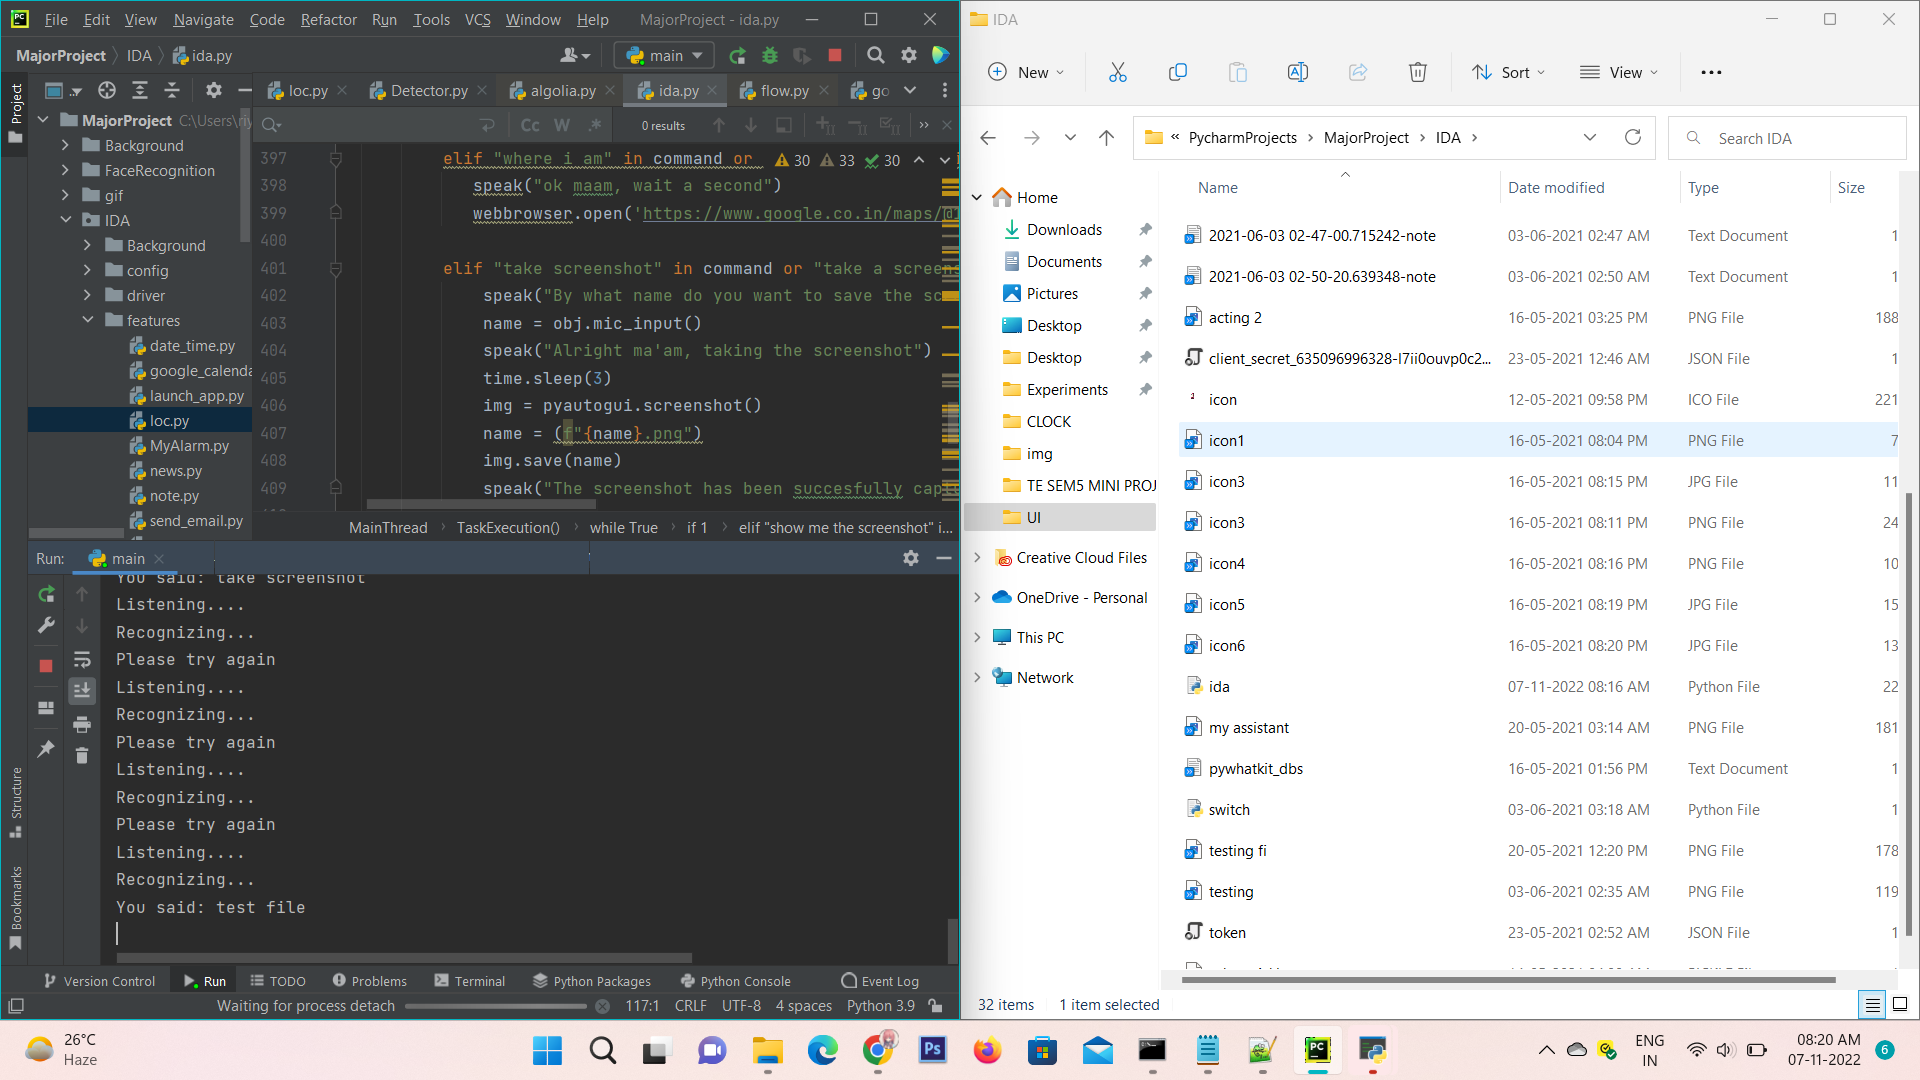 File Edit View Navigate Code Refactor Run Tools VCS Window Help MajorProject - ida.py
MajorProject IDA ida.py main
Project
loc.py Detector.py algolia.py ida.py flow.py go
MajorProject C:\Users\riy
Background
FaceRecognition
gif
IDA
Background
config
driver
features
date_time.py
google_calenda
launch_app.py
loc.py
MyAlarm.py
news.py
note.py
send_email.py
Cc W .* 0 results
30 33 30
397 elif "where i am" in command or
398 speak("ok maam, wait a second")
399 webbrowser.open('https://www.google.co.in/maps/@1
400
401 elif "take screenshot" in command or "take a screens
402 speak("By what name do you want to save the sc
403 name = obj.mic_input()
404 speak("Alright ma'am, taking the screenshot")
405 time.sleep(3)
406 img = pyautogui.screenshot()
407 name = (f"{name}.png")
408 img.save(name)
409 speak("The screenshot has been succesfully capt
MainThread TaskExecution() while True if 1 elif "show me the screenshot" i...
Run: main
You said: take screenshot
Listening....
Recognizing...
Please try again
Listening....
Recognizing...
Please try again
Listening....
Recognizing...
Please try again
Listening....
Recognizing...
You said: test file
Structure
Bookmarks
Version Control Run TODO Problems Terminal Python Packages Python Console Event Log
Waiting for process detach 117:1 CRLF UTF-8 4 spaces Python 3.9
IDA
New Sort View
« PycharmProjects MajorProject IDA
Search IDA
Home
Downloads
Documents
Pictures
Desktop
Desktop
Experiments
CLOCK
img
TE SEM5 MINI PROJ
UI
Creative Cloud Files
OneDrive - Personal
This PC
Network
Name Date modified Type Size
2021-06-03 02-47-00.715242-note 03-06-2021 02:47 AM Text Document 1
2021-06-03 02-50-20.639348-note 03-06-2021 02:50 AM Text Document 1
acting 2 16-05-2021 03:25 PM PNG File 188
client_secret_635096996328-l7ii0ouvp0c2... 23-05-2021 12:46 AM JSON File 1
icon 12-05-2021 09:58 PM ICO File 221
icon1 16-05-2021 08:04 PM PNG File 7
icon3 16-05-2021 08:15 PM JPG File 11
icon3 16-05-2021 08:11 PM PNG File 24
icon4 16-05-2021 08:16 PM PNG File 10
icon5 16-05-2021 08:19 PM JPG File 15
icon6 16-05-2021 08:20 PM JPG File 13
ida 07-11-2022 08:16 AM Python File 22
my assistant 20-05-2021 03:14 AM PNG File 181
pywhatkit_dbs 16-05-2021 01:56 PM Text Document 1
switch 03-06-2021 03:18 AM Python File 1
testing fi 20-05-2021 12:20 PM PNG File 178
testing 03-06-2021 02:35 AM PNG File 119
token 23-05-2021 02:52 AM JSON File 1
32 items 1 item selected
26°C
Haze
Ps
ENG
IN
08:20 AM
07-11-2022
6